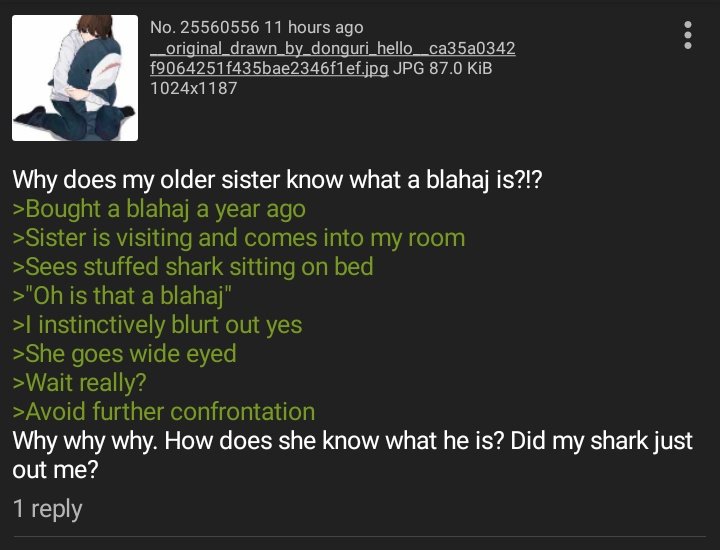 No. 25560556 11 hours ago
__original_drawn_by_donguri_hello__ca35a0342
f9064251f435bae2346f1ef.jpg JPG 87.0 KiB
1024x1187
Why does my older sister know what a blahaj is?!?
>Bought a blahaj a year ago
>Sister is visiting and comes into my room
>Sees stuffed shark sitting on bed
>"Oh is that a blahaj"
>I instinctively blurt out yes
>She goes wide eyed
>Wait really?
>Avoid further confrontation
Why why why. How does she know what he is? Did my shark just
out me?
1 reply